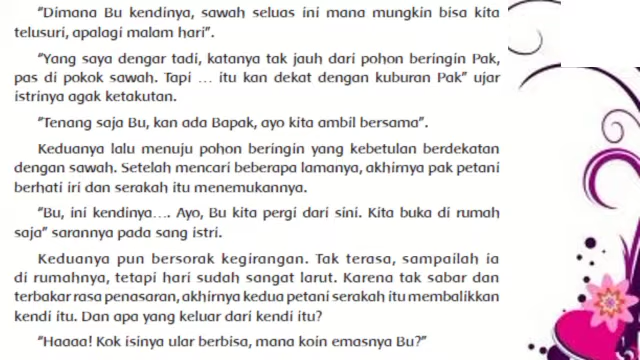 "Dimana Bu kendinya, sawah seluas ini mana mungkin bisa kita
telusuri, apalagi malam hari".
"Yang saya dengar tadi, katanya tak jauh dari pohon beringin Pak,
pas di pokok sawah. Tapi … itu kan dekat dengan kuburan Pak" ujar
istrinya agak ketakutan.
"Tenang saja Bu, kan ada Bapak, ayo kita ambil bersama".
Keduanya lalu menuju pohon beringin yang kebetulan berdekatan
dengan sawah. Setelah mencari beberapa lamanya, akhirnya pak petani
berhati iri dan serakah itu menemukannya.
"Bu, ini kendinya…. Ayo, Bu kita pergi dari sini. Kita buka di rumah
saja" sarannya pada sang istri.
Keduanya pun bersorak kegirangan. Tak terasa, sampailah ia
di rumahnya, tetapi hari sudah sangat larut. Karena tak sabar dan
terbakar rasa penasaran, akhirnya kedua petani serakah itu membalikkan
kendi itu. Dan apa yang keluar dari kendi itu?
"Haaaa! Kok isinya ular berbisa, mana koin emasnya Bu?"